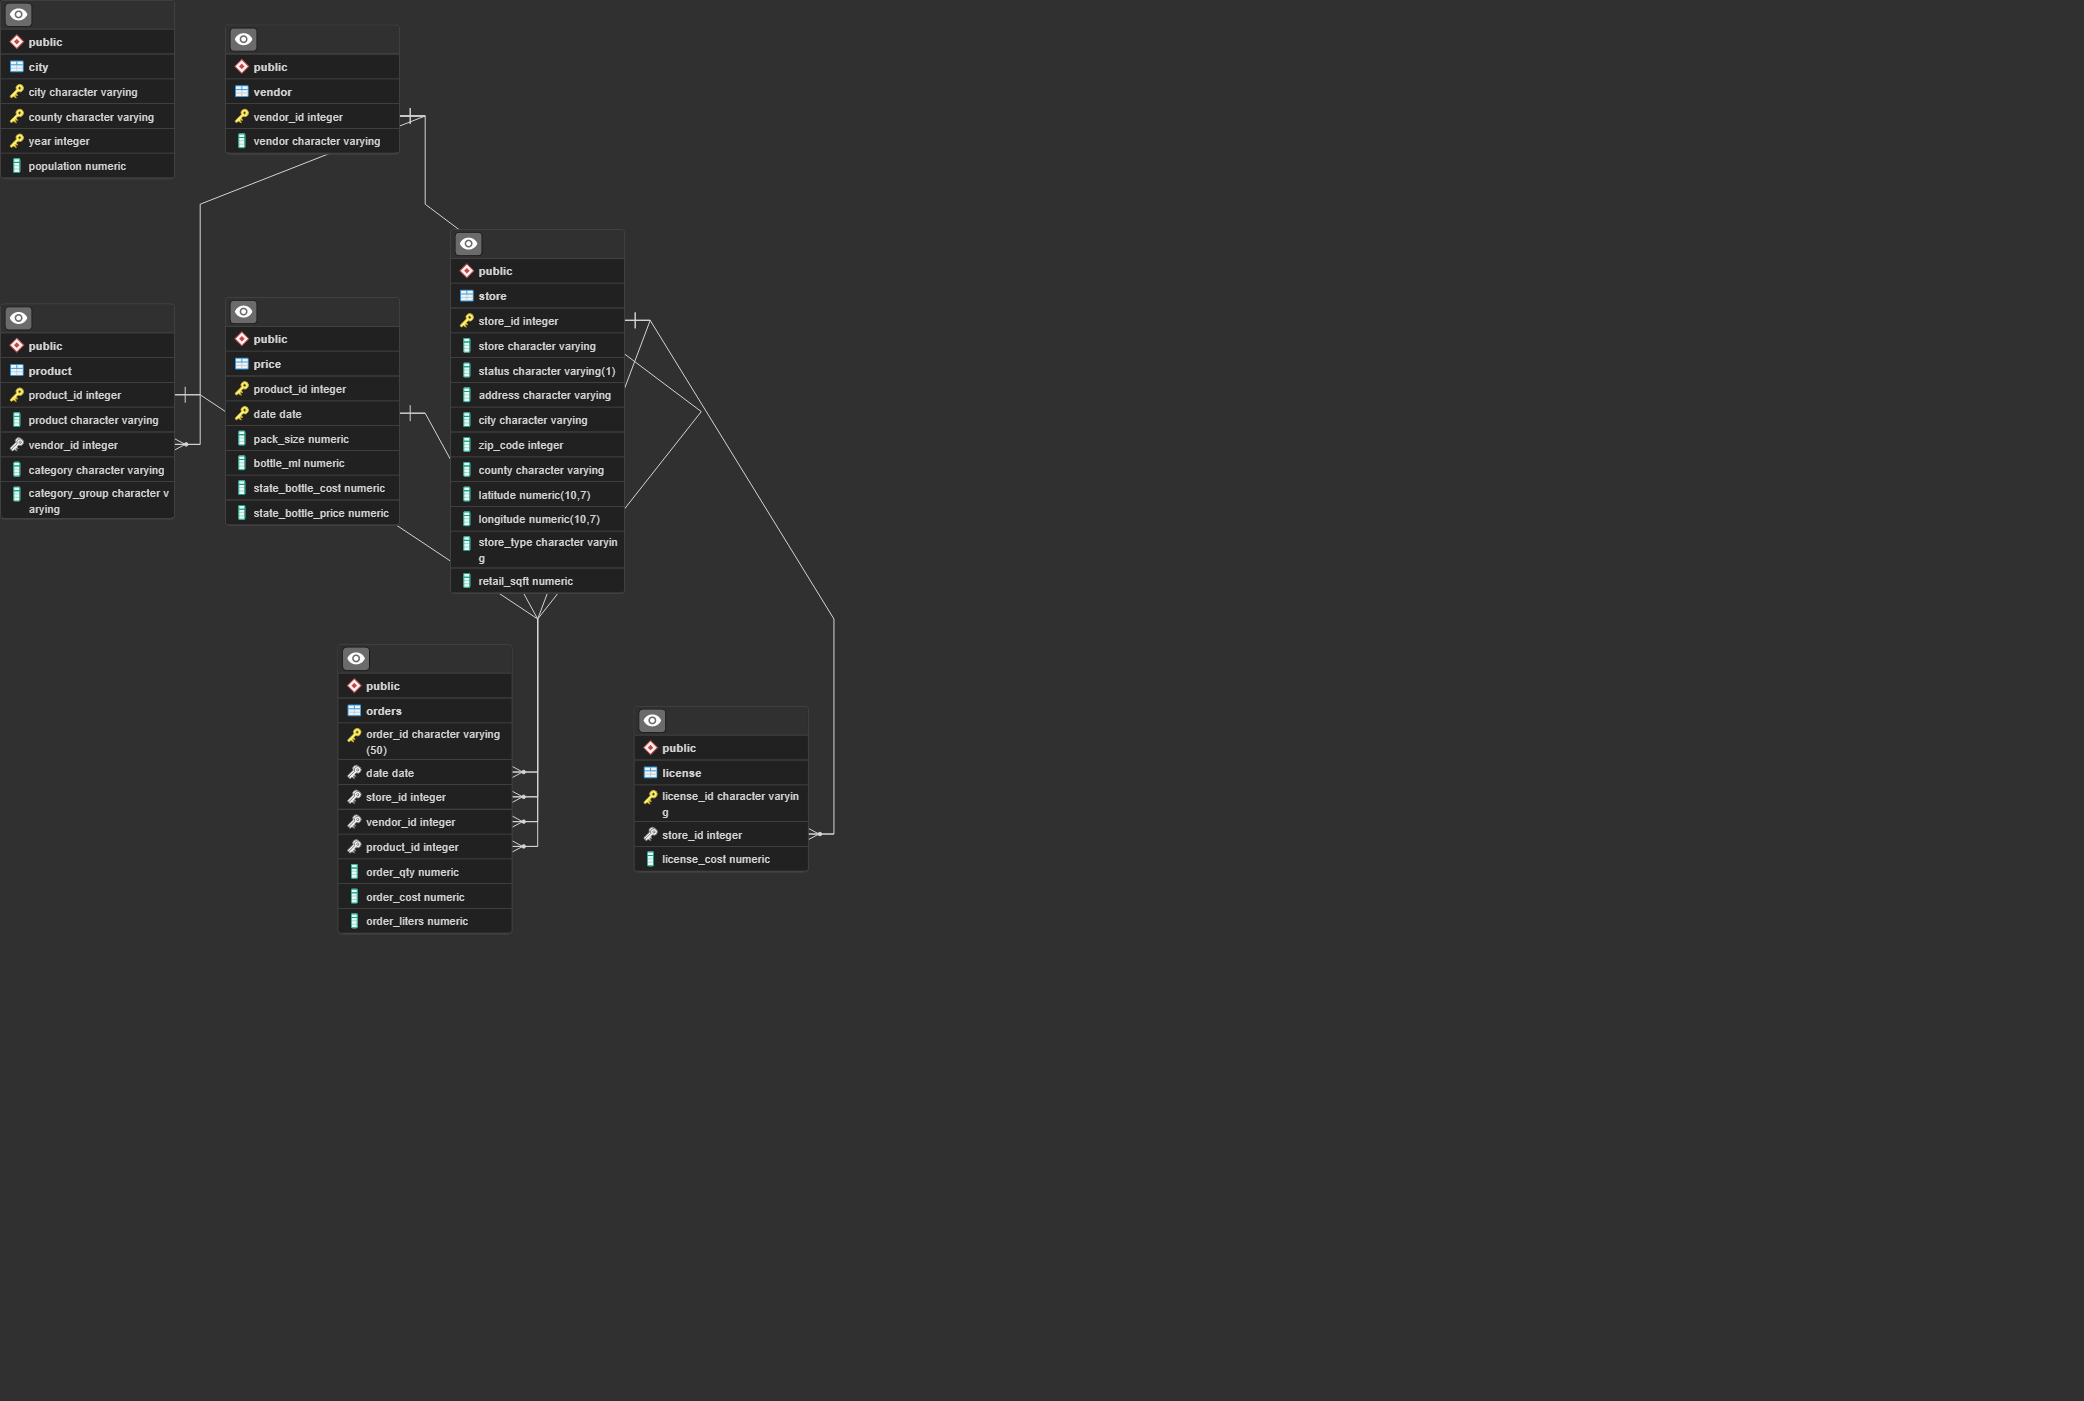 public
city
city character varying
county character varying
year integer
population numeric
public
vendor
vendor_id integer
vendor character varying
public
store
store_id integer
store character varying
status character varying(1)
address character varying
city character varying
zip_code integer
county character varying
latitude numeric(10,7)
longitude numeric(10,7)
store_type character varyin
g
retail_sqft numeric
public
product
product_id integer
product character varying
vendor_id integer
category character varying
category_group character v
arying
public
price
product_id integer
date date
pack_size numeric
bottle_ml numeric
state_bottle_cost numeric
state_bottle_price numeric
public
orders
order_id character varying
(50)
date date
store_id integer
vendor_id integer
product_id integer
order_qty numeric
order_cost numeric
order_liters numeric
public
license
license_id character varyin
g
store_id integer
license_cost numeric